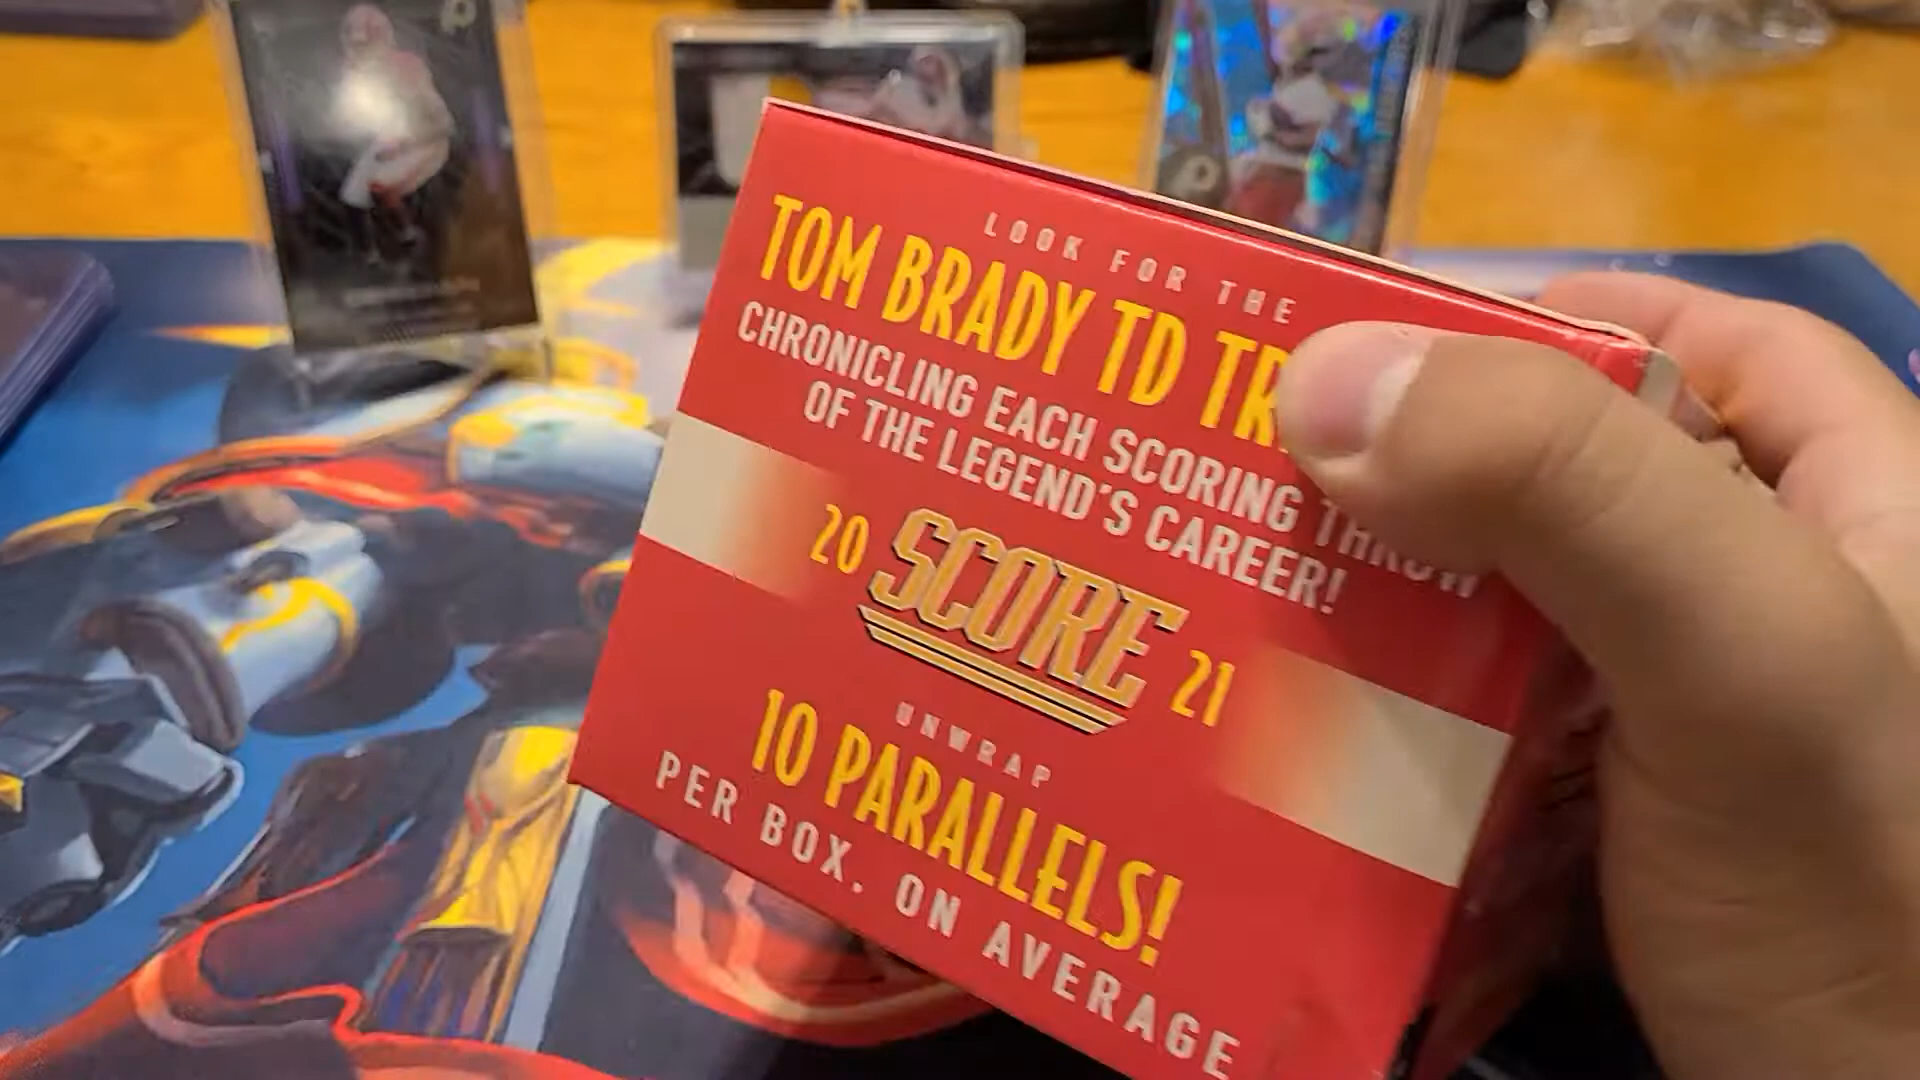 LOOK FOR THE
TOM BRADY TD
CHRONICLING EACH SCORING THROW
OF THE LEGEND'S CAREER!
20 SCORE 21
UNWRAP
10 PARALLELS!
PER BOX, ON AVERAGE